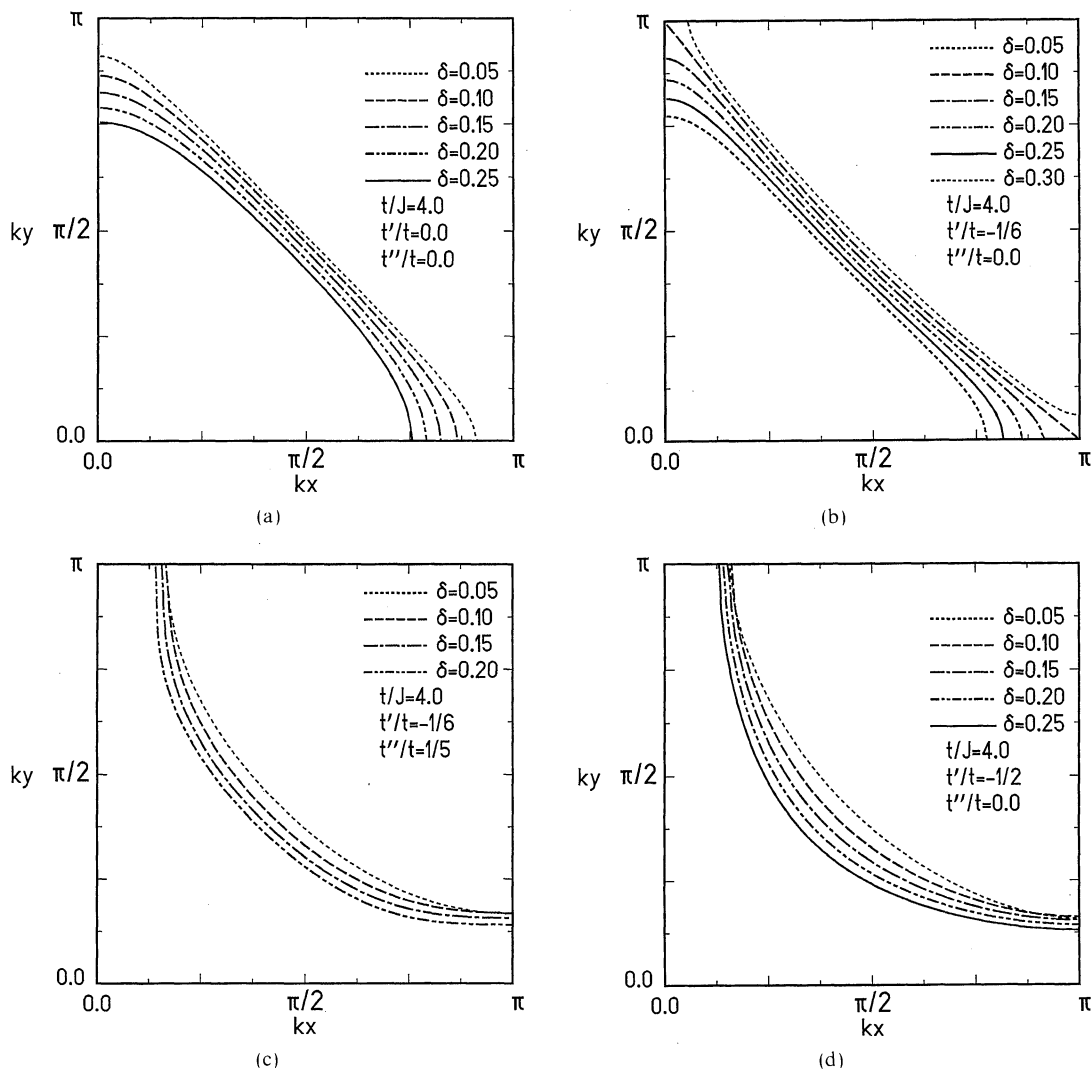 π
δ=0.05
δ=0.10
δ=0.15
δ=0.20
δ=0.25
t/J=4.0
t'/t=0.0
t''/t=0.0
ky π/2
0.0
0.0 π/2 π
kx
(a)
π
δ=0.05
δ=0.10
δ=0.15
δ=0.20
δ=0.25
δ=0.30
t/J=4.0
t'/t=-1/6
t''/t=0.0
ky π/2
0.0
0.0 π/2 π
kx
(b)
π
δ=0.05
δ=0.10
δ=0.15
δ=0.20
t/J=4.0
t'/t=-1/6
t''/t=1/5
ky π/2
0.0
0.0 π/2 π
kx
(c)
π
δ=0.05
δ=0.10
δ=0.15
δ=0.20
δ=0.25
t/J=4.0
t'/t=-1/2
t''/t=0.0
ky π/2
0.0
0.0 π/2 π
kx
(d)